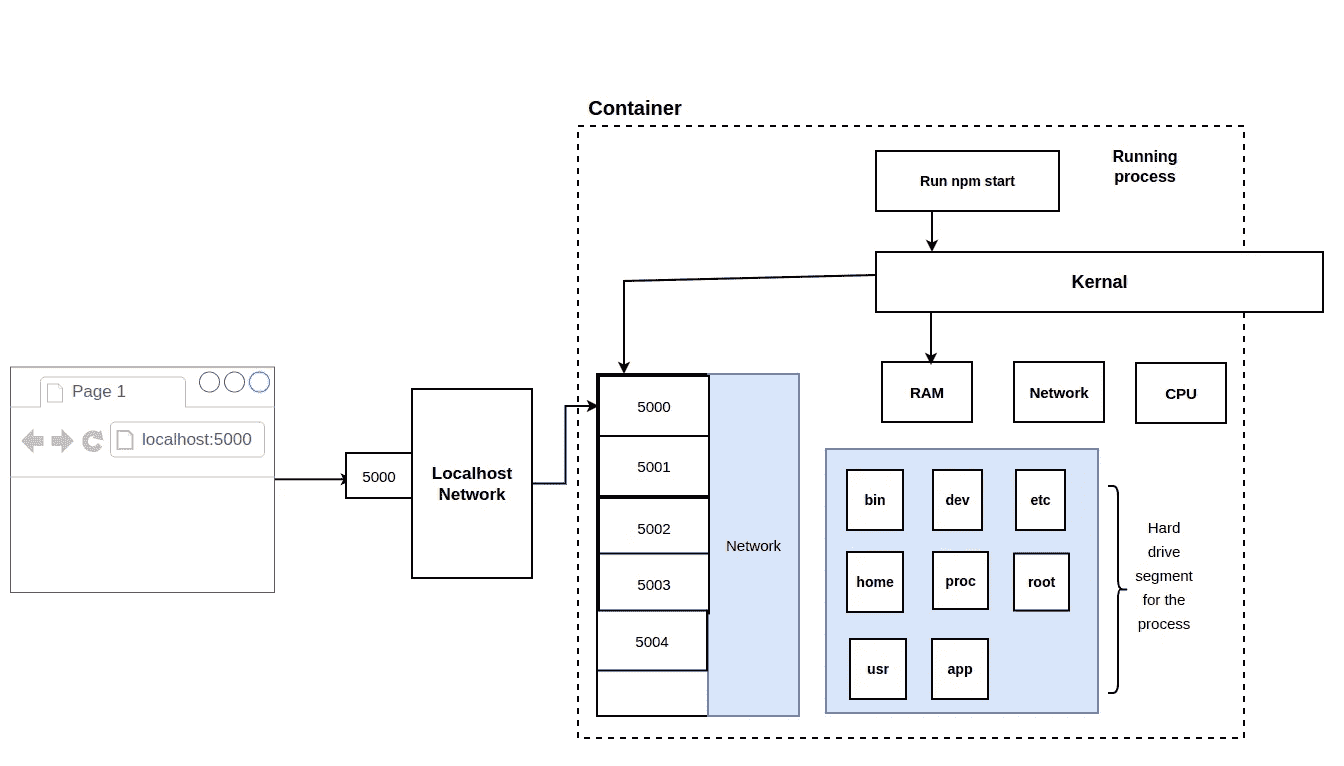 Container
Running
process
Run npm start
Kernal
Page 1
localhost:5000
5000
Localhost
Network
5000
5001
5002
5003
5004
Network
RAM
Network
CPU
bin
dev
etc
home
proc
root
usr
app
Hard
drive
segment
for the
process